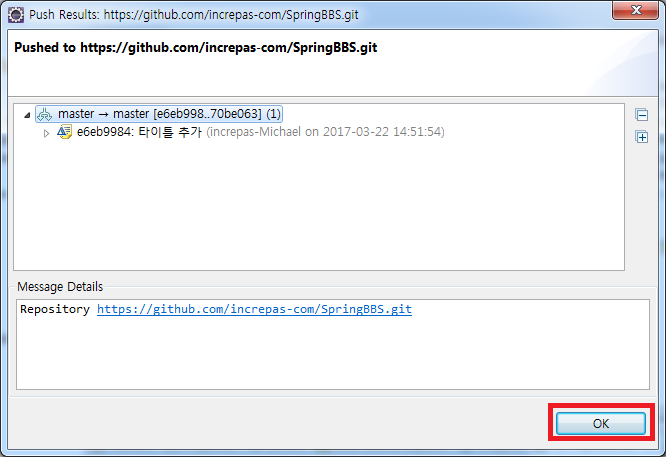 Push Results: https://github.com/increpas-com/SpringBBS.git
Pushed to https://github.com/increpas-com/SpringBBS.git
master → master [e6eb998..70be063] (1)
e6eb9984: 타이틀 추가 (increpas-Michael on 2017-03-22 14:51:54)
Message Details
Repository https://github.com/increpas-com/SpringBBS.git
OK